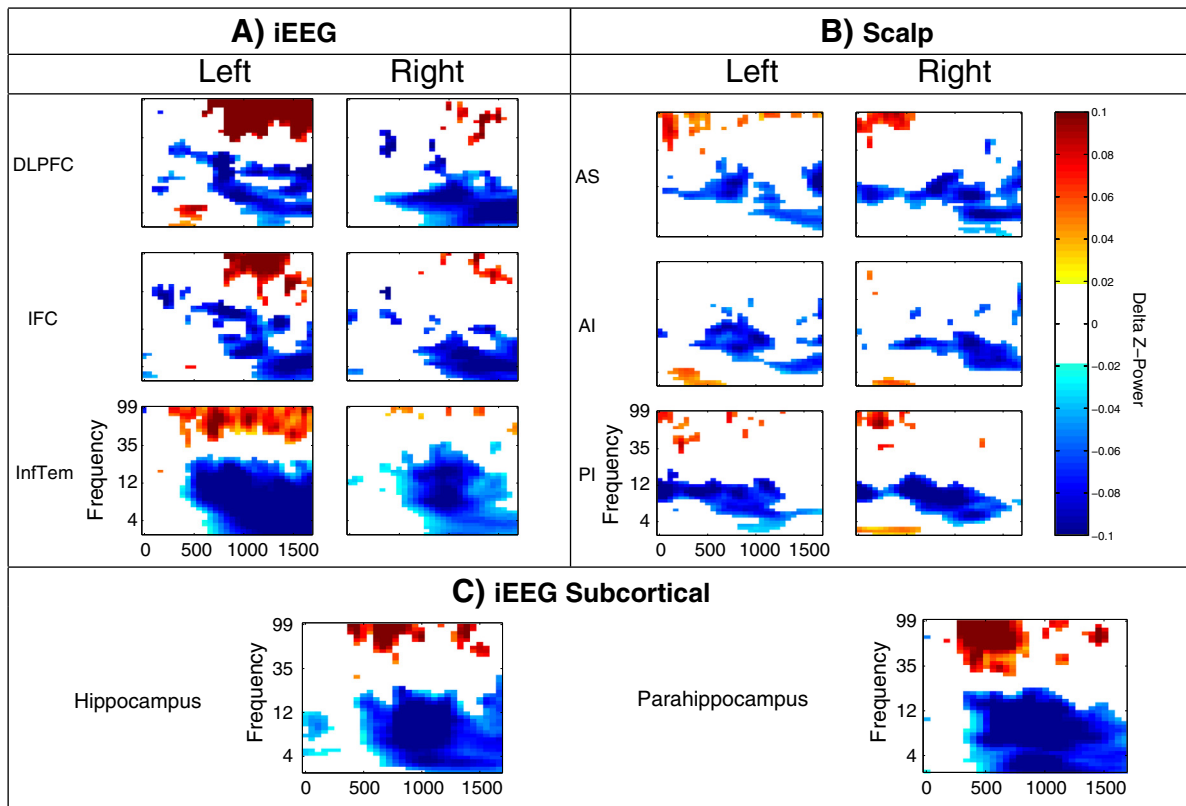 A) iEEG
B) Scalp
Left Right
Left Right
DLPFC
IFC
InfTem
Frequency
99
35
12
4
0 500 1000 1500
AS
AI
PI
Frequency
99
35
12
4
0 500 1000 1500
0.1
0.08
0.06
0.04
0.02
0
−0.02
−0.04
−0.06
−0.08
−0.1
Delta Z−Power
C) iEEG Subcortical
Hippocampus
Frequency
99
35
12
4
0 500 1000 1500
Parahippocampus
Frequency
99
35
12
4
0 500 1000 1500